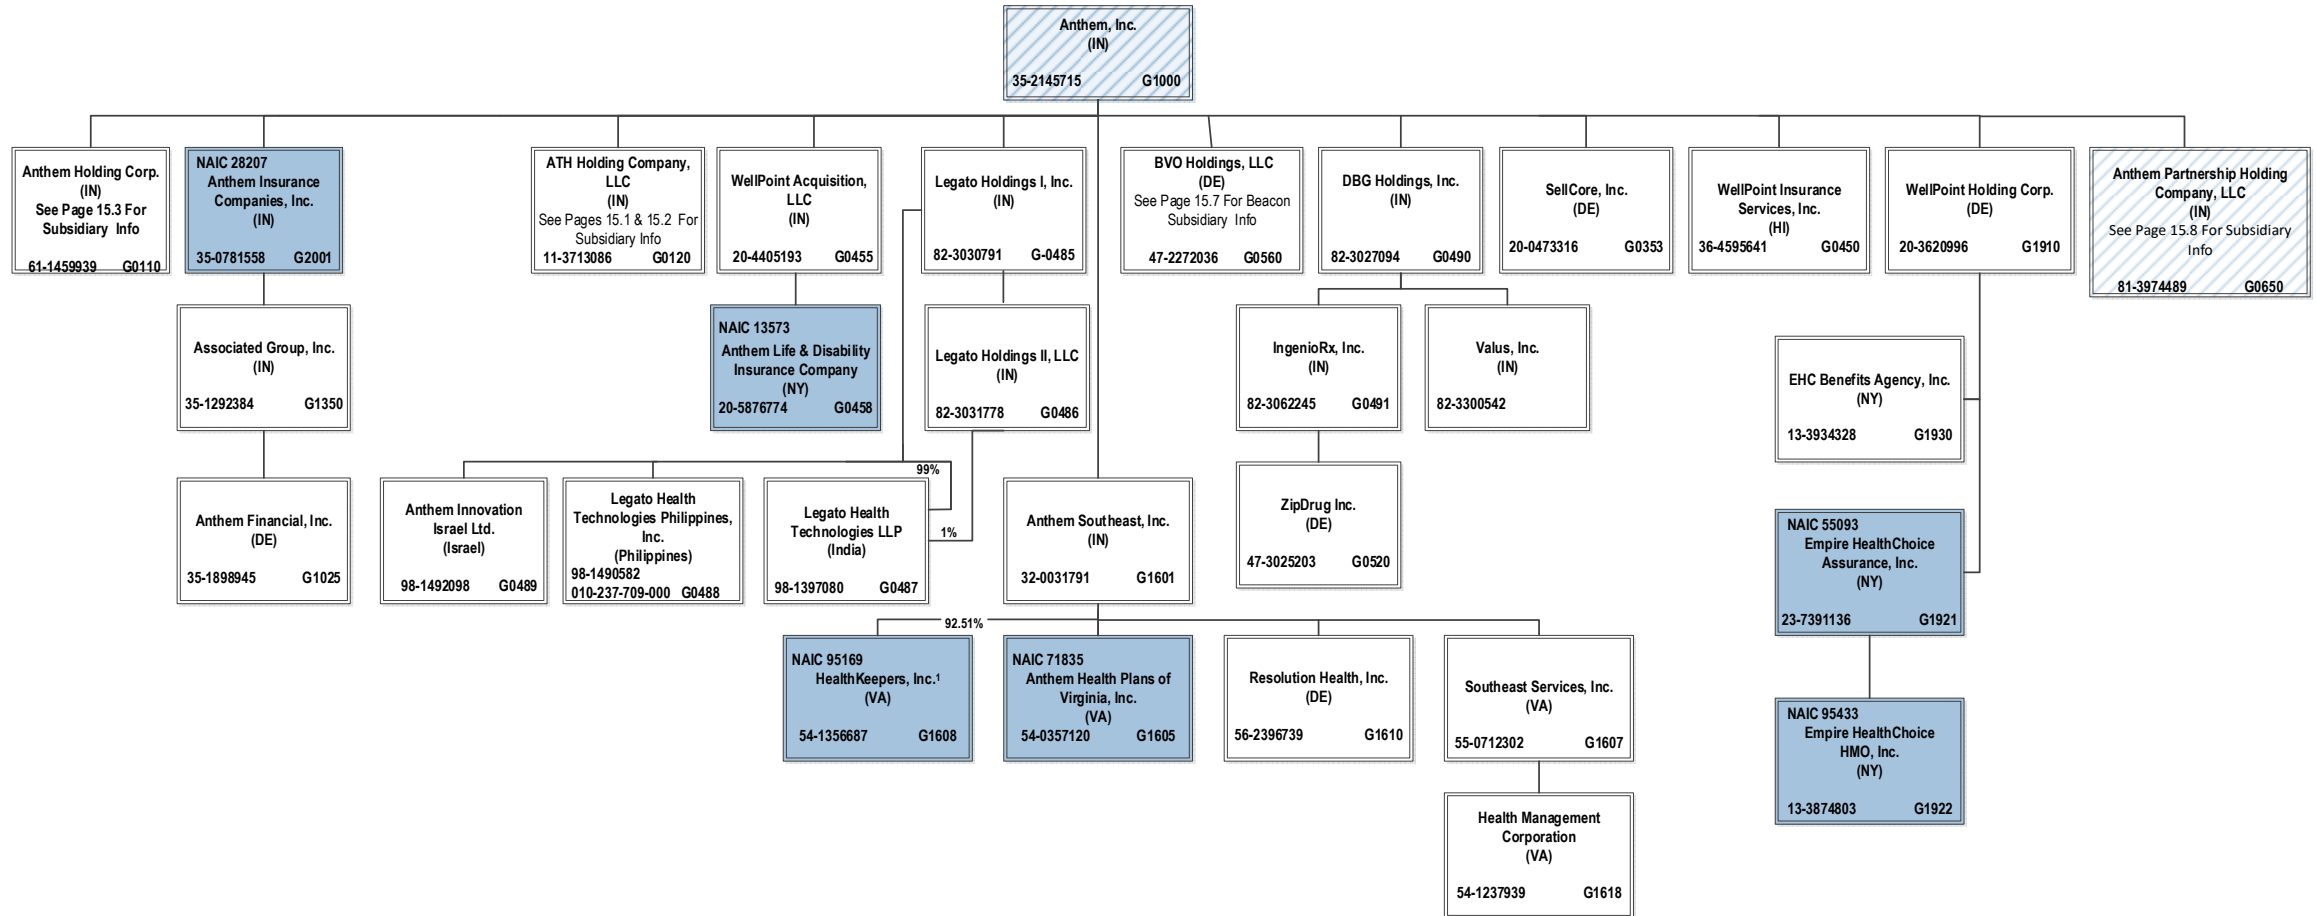 Anthem, Inc.
(IN)
35-2145715 G1000
Anthem Holding Corp.
(IN)
See Page 15.3 For
Subsidiary Info
61-1459939 G0110
NAIC 28207
Anthem Insurance
Companies, Inc.
(IN)
35-0781558 G2001
ATH Holding Company,
LLC
(IN)
See Pages 15.1 & 15.2 For
Subsidiary Info
11-3713086 G0120
WellPoint Acquisition,
LLC
(IN)
20-4405193 G0455
Legato Holdings I, Inc.
(IN)
82-3030791 G-0485
BVO Holdings, LLC
(DE)
See Page 15.7 For Beacon
Subsidiary Info
47-2272036 G0560
DBG Holdings, Inc.
(IN)
82-3027094 G0490
SellCore, Inc.
(DE)
20-0473316 G0353
WellPoint Insurance
Services, Inc.
(HI)
36-4595641 G0450
WellPoint Holding Corp.
(DE)
20-3620996 G1910
Anthem Partnership Holding
Company, LLC
(IN)
See Page 15.8 For Subsidiary
Info
81-3974489 G0650
Associated Group, Inc.
(IN)
35-1292384 G1350
NAIC 13573
Anthem Life & Disability
Insurance Company
(NY)
20-5876774 G0458
Legato Holdings II, LLC
(IN)
82-3031778 G0486
IngenioRx, Inc.
(IN)
82-3062245 G0491
Valus, Inc.
(IN)
82-3300542
EHC Benefits Agency, Inc.
(NY)
13-3934328 G1930
99%
1%
Anthem Financial, Inc.
(DE)
35-1898945 G1025
Anthem Innovation
Israel Ltd.
(Israel)
98-1492098 G0489
Legato Health
Technologies Philippines,
Inc.
(Philippines)
98-1490582
010-237-709-000 G0488
Legato Health
Technologies LLP
(India)
98-1397080 G0487
Anthem Southeast, Inc.
(IN)
32-0031791 G1601
ZipDrug Inc.
(DE)
47-3025203 G0520
NAIC 55093
Empire HealthChoice
Assurance, Inc.
(NY)
23-7391136 G1921
92.51%
NAIC 95169
HealthKeepers, Inc.¹
(VA)
54-1356687 G1608
NAIC 71835
Anthem Health Plans of
Virginia, Inc.
(VA)
54-0357120 G1605
Resolution Health, Inc.
(DE)
56-2396739 G1610
Southeast Services, Inc.
(VA)
55-0712302 G1607
NAIC 95433
Empire HealthChoice
HMO, Inc.
(NY)
13-3874803 G1922
Health Management
Corporation
(VA)
54-1237939 G1618